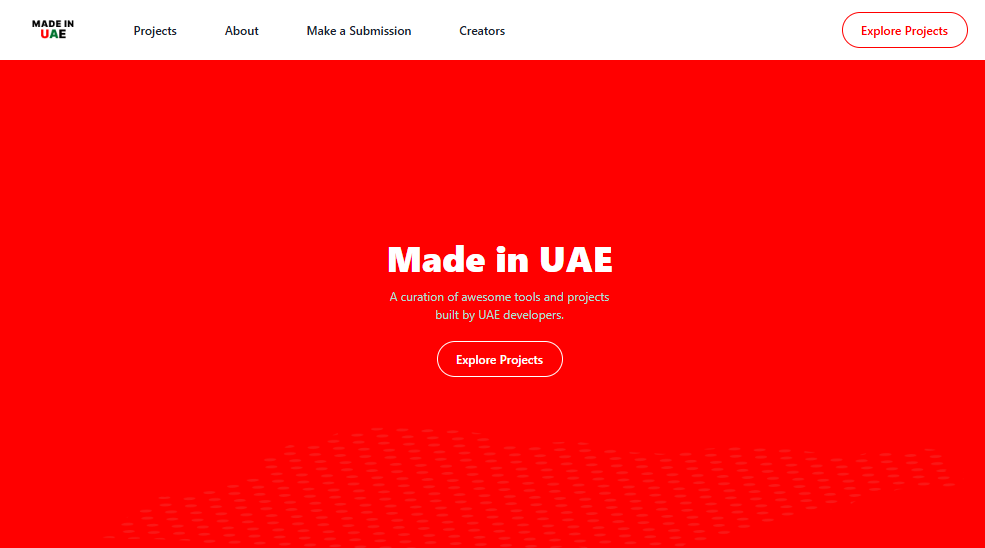 MADE IN
UAE
Projects
About
Make a Submission
Creators
Explore Projects
Made in UAE
A curation of awesome tools and projects
built by UAE developers.
Explore Projects